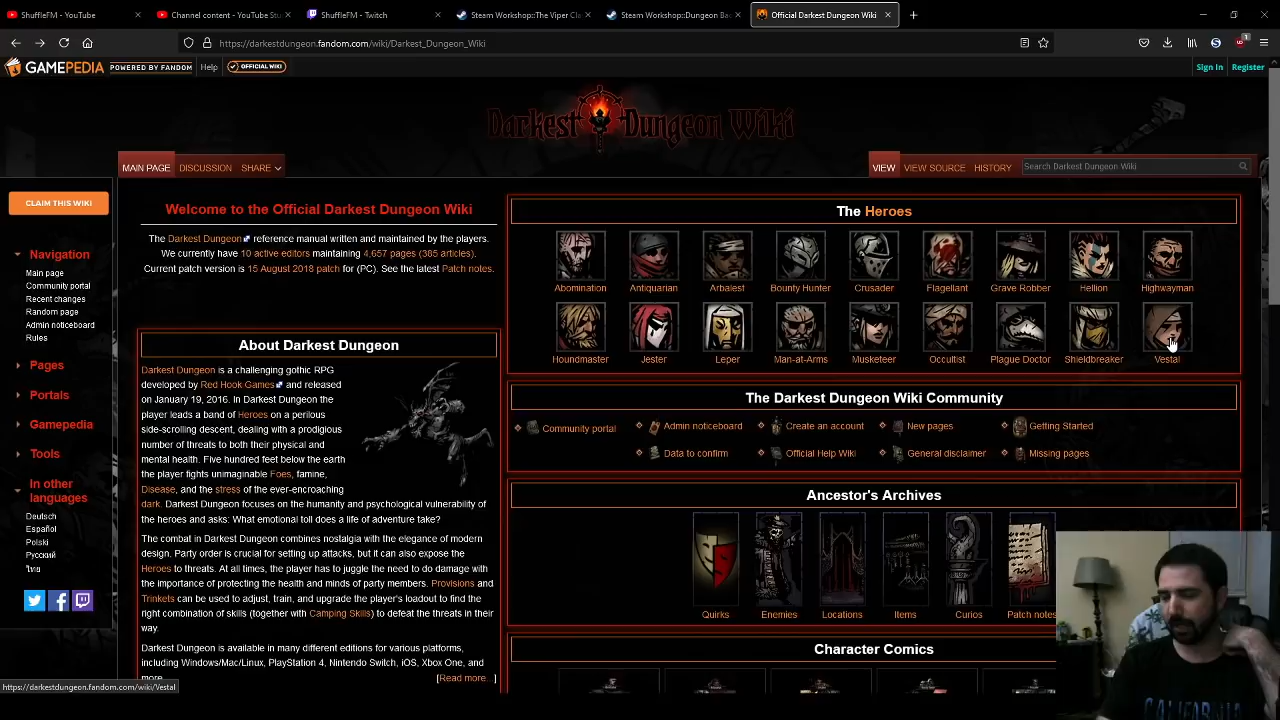 ShuffleFM - YouTube
Channel content - YouTube Stu
ShuffleFM - Twitch
Steam Workshop::The Viper Cla
Steam Workshop::Dungeon Ba
Official Darkest Dungeon Wiki
https://darkestdungeon.fandom.com/wiki/Darkest_Dungeon_Wiki
GAMEPEDIA POWERED BY FANDOM
Help
OFFICIAL WIKI
Sign In
Register
Darkest Dungeon Wiki
MAIN PAGE
DISCUSSION
SHARE
VIEW
VIEW SOURCE
HISTORY
Search Darkest Dungeon Wiki
CLAIM THIS WIKI
Navigation
Main page
Community portal
Recent changes
Random page
Admin noticeboard
Rules
Pages
Portals
Gamepedia
Tools
In other
languages
Deutsch
Español
Polski
Русский
ไทย
Welcome to the Official Darkest Dungeon Wiki
The Darkest Dungeon reference manual written and maintained by the players.
We currently have 10 active editors maintaining 4,657 pages (385 articles).
Current patch version is 15 August 2018 patch for (PC). See the latest Patch notes.
About Darkest Dungeon
Darkest Dungeon is a challenging gothic RPG
developed by Red Hook Games and released
on January 19, 2016. In Darkest Dungeon the
player leads a band of Heroes on a perilous
side-scrolling descent, dealing with a prodigious
number of threats to both their physical and
mental health. Five hundred feet below the earth
the player fights unimaginable Foes, famine,
Disease, and the stress of the ever-encroaching
dark. Darkest Dungeon focuses on the humanity and psychological vulnerability of
the heroes and asks: What emotional toll does a life of adventure take?
The combat in Darkest Dungeon combines nostalgia with the elegance of modern
design. Party order is crucial for setting up attacks, but it can also expose the
Heroes to threats. At all times, the player has to juggle the need to do damage with
the importance of protecting the health and minds of party members. Provisions and
Trinkets can be used to adjust, train, and upgrade the player's loadout to find the
right combination of skills (together with Camping Skills) to defeat the threats in their
way.
Darkest Dungeon is available in many different editions for various platforms,
including Windows/Mac/Linux, PlayStation 4, Nintendo Switch, iOS, Xbox One, and
more.
[Read more...]
The Heroes
Abomination
Antiquarian
Arbalest
Bounty Hunter
Crusader
Flagellant
Grave Robber
Hellion
Highwayman
Houndmaster
Jester
Leper
Man-at-Arms
Musketeer
Occultist
Plague Doctor
Shieldbreaker
Vestal
The Darkest Dungeon Wiki Community
Community portal
Admin noticeboard
Create an account
New pages
Getting Started
Data to confirm
Official Help Wiki
General disclaimer
Missing pages
Ancestor's Archives
Quirks
Enemies
Locations
Items
Curios
Patch notes
Character Comics
https://darkestdungeon.fandom.com/wiki/Vestal